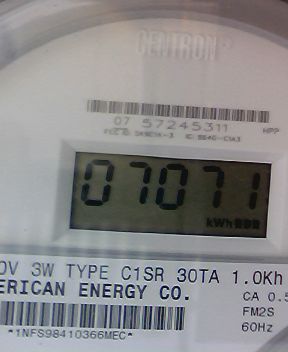 CENTRON®
07 57245311 HPP
07071
kWh
0V 3W TYPE C1SR 30TA 1.0Kh
ERICAN ENERGY CO. CA 0.5
FM2S
*1NFS98410366MEC* 60Hz